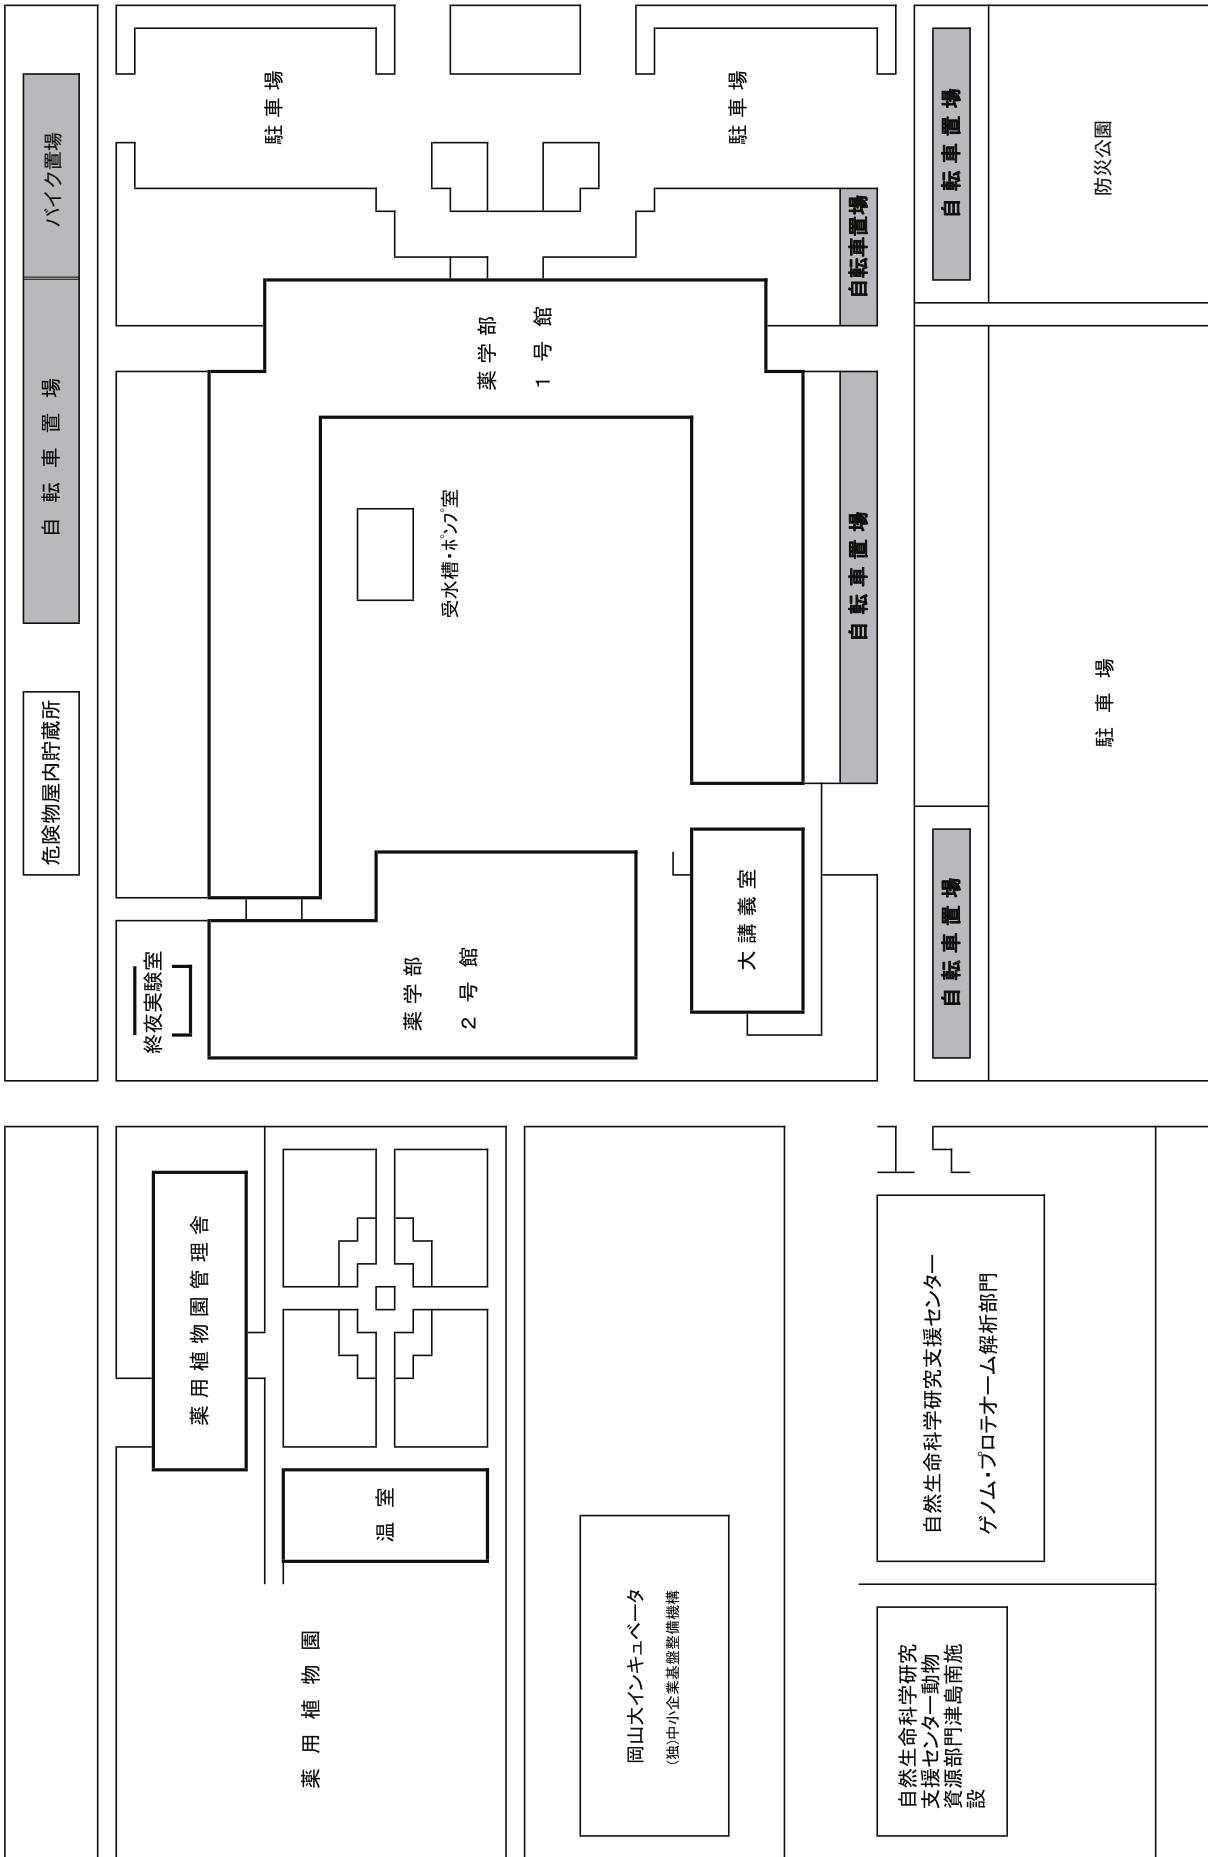 バイク置場
自転車置場
危険物屋内貯蔵所
駐車場
駐車場
自転車置場
自転車置場
防災公園
薬学部
1号館
受水槽・ポンプ室
自転車置場
駐車場
自転車置場
大講義室
薬学部
2号館
終夜実験室
薬用植物園管理舎
温室
薬用植物園
岡山大インキュベータ
(独)中小企業基盤整備機構
自然生命科学研究支援センター
ゲノム・プロテオーム解析部門
自然生命科学研究
支援センター動物
資源部門津島南施
設